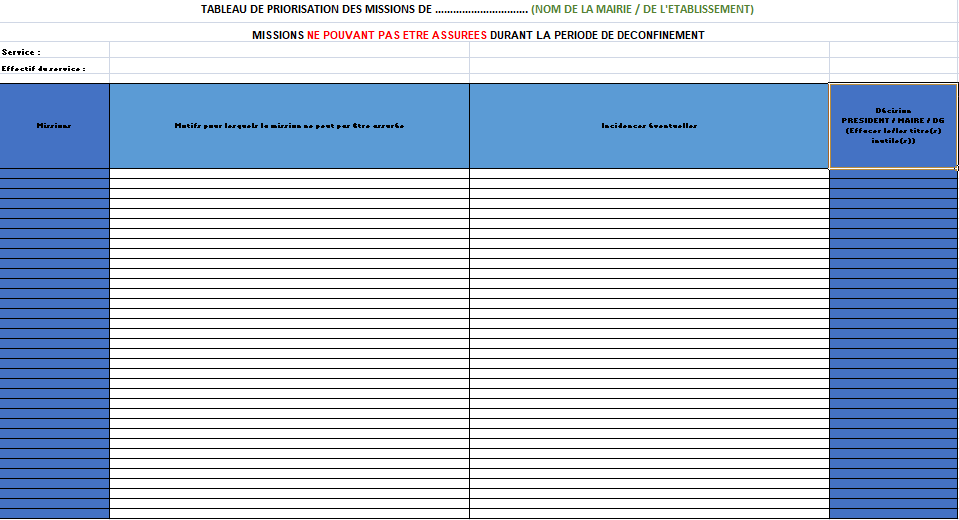 TABLEAU DE PRIORISATION DES MISSIONS DE ………………………….. (NOM DE LA MAIRIE / DE L'ETABLISSEMENT)
MISSIONS NE POUVANT PAS ETRE ASSUREES DURANT LA PERIODE DE DECONFINEMENT
Service :
Effectif du service :
Missions
Motifs pour lesquels la mission ne peut pas être assurée
Incidences éventuelles
Décision
PRESIDENT / MAIRE / DG
(Effacer le/les titre(s)
inutile(s))